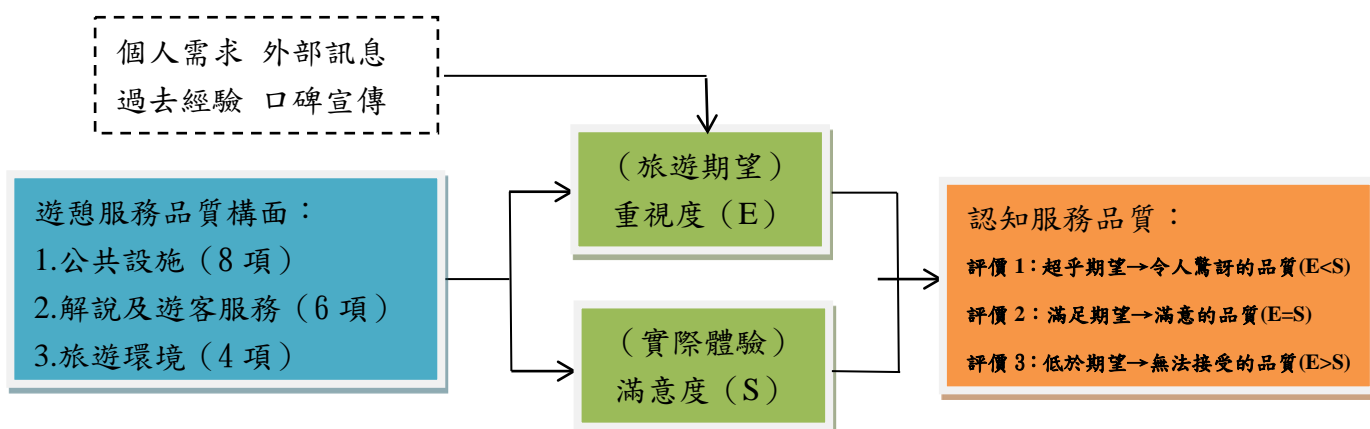 個人需求 外部訊息
過去經驗 口碑宣傳
(旅遊期望)
重視度(E)
遊憩服務品質構面:
1.公共設施(8 項)
2.解說及遊客服務(6 項)
3.旅遊環境(4 項)
(實際體驗)
滿意度(S)
認知服務品質:
評價 1:超乎期望→令人驚訝的品質(E<S)
評價 2:滿足期望→滿意的品質(E=S)
評價 3:低於期望→無法接受的品質(E>S)